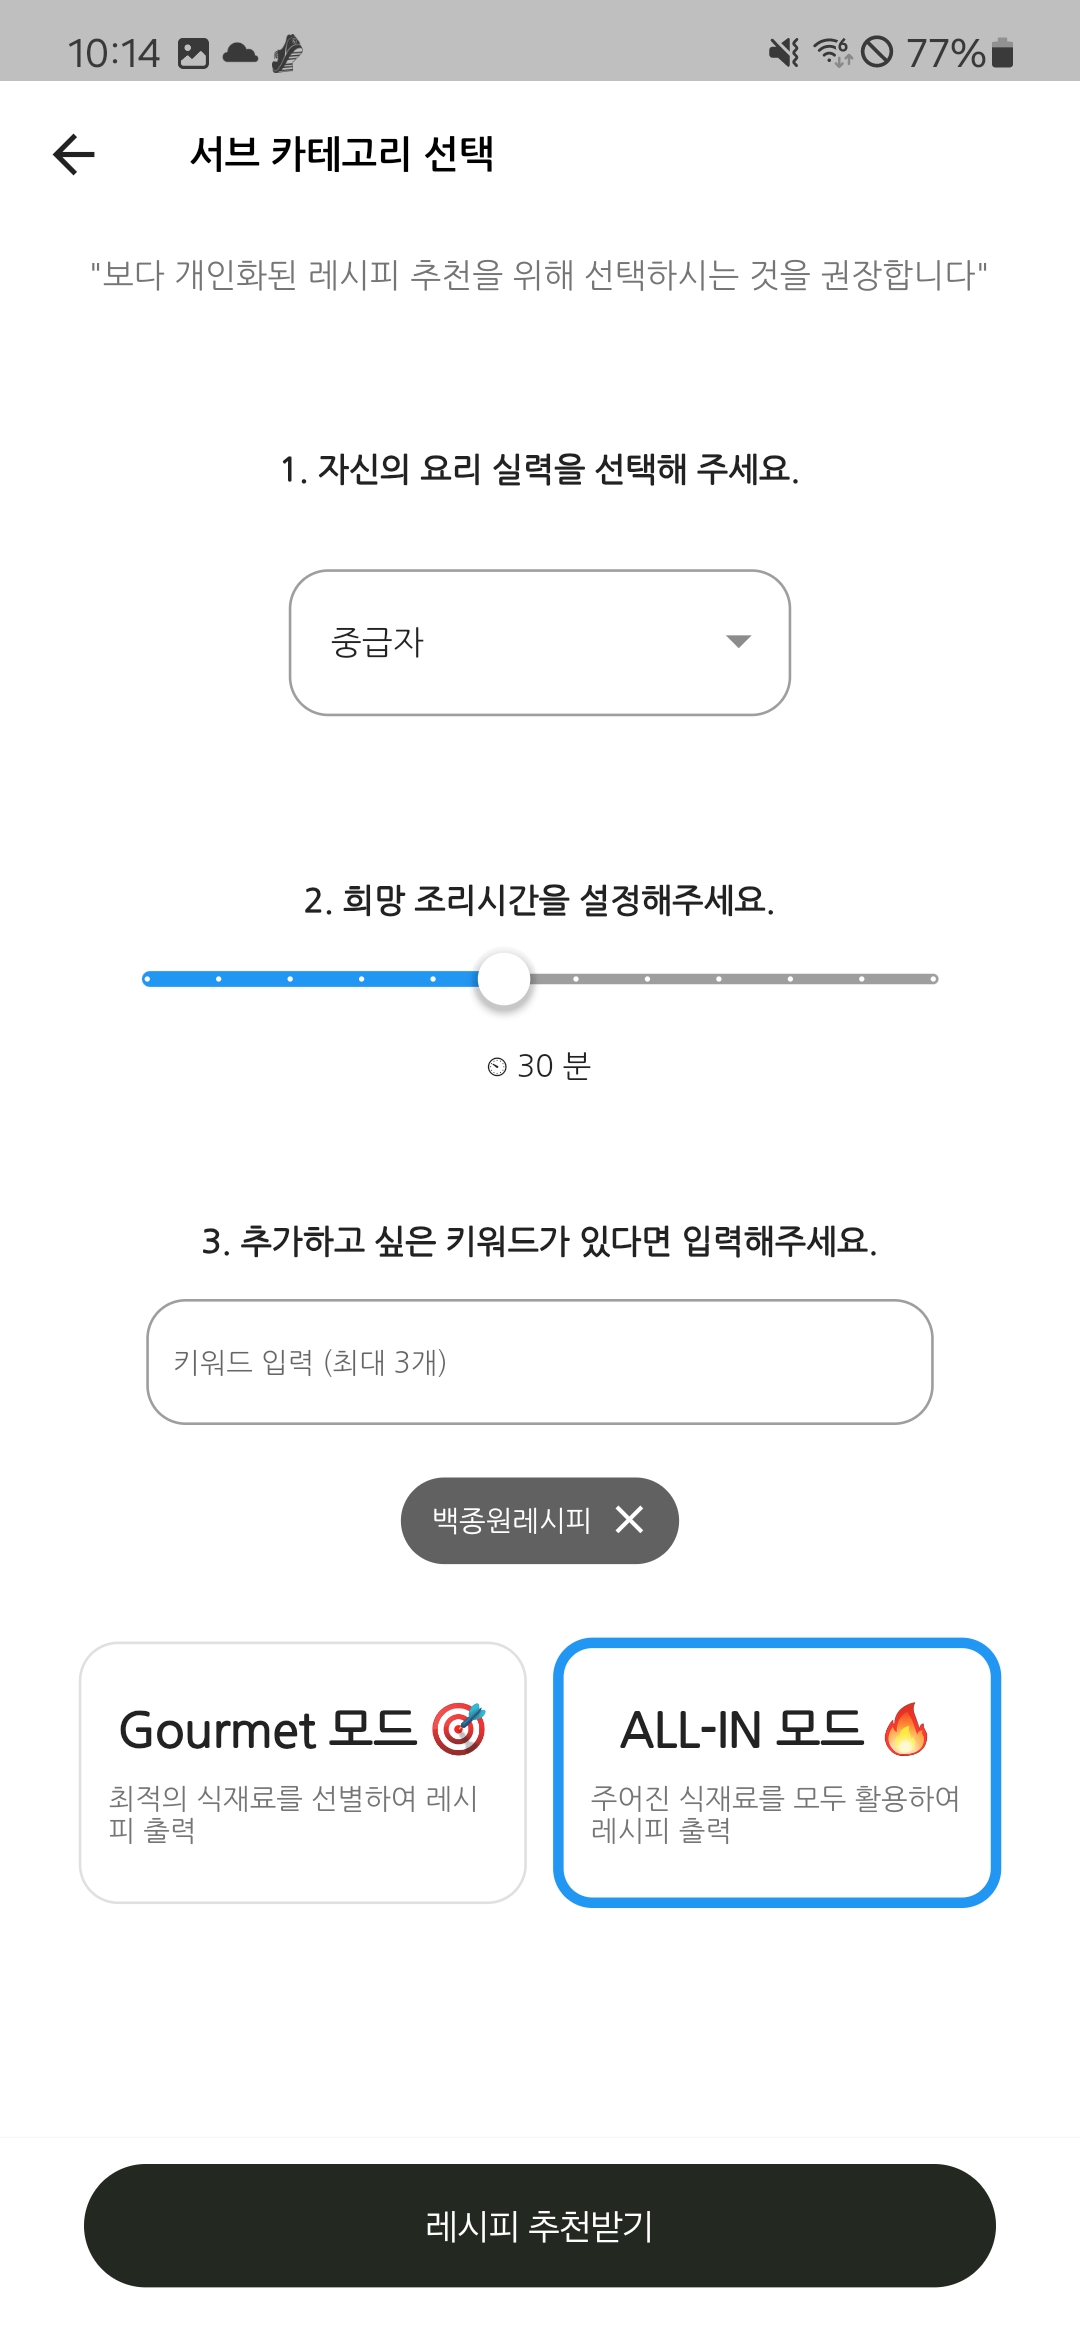 10:14
77%
서브 카테고리 선택
"보다 개인화된 레시피 추천을 위해 선택하시는 것을 권장합니다"
1. 자신의 요리 실력을 선택해 주세요.
중급자
2. 희망 조리시간을 설정해주세요.
⏲ 30 분
3. 추가하고 싶은 키워드가 있다면 입력해주세요.
키워드 입력 (최대 3개)
백종원레시피
Gourmet 모드 🎯
최적의 식재료를 선별하여 레시
피 출력
ALL-IN 모드 🔥
주어진 식재료를 모두 활용하여
레시피 출력
레시피 추천받기